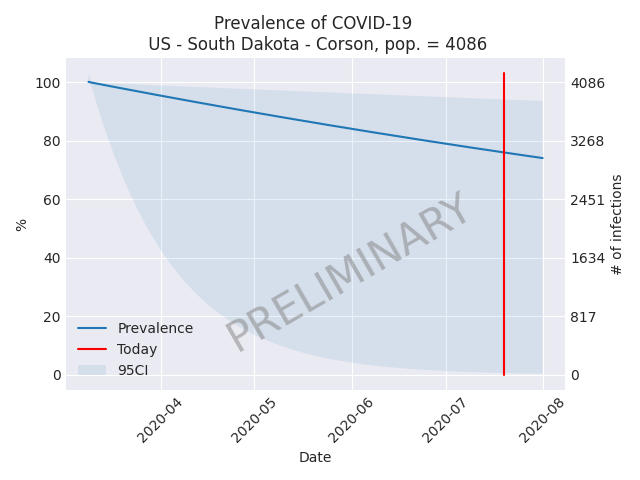 Prevalence of COVID-19
US - South Dakota - Corson, pop. = 4086
100
80
60
40
20
0
%
4086
3268
2451
1634
817
0
# of infections
PRELIMINARY
Prevalence
Today
95CI
2020-04
2020-05
2020-06
2020-07
2020-08
Date